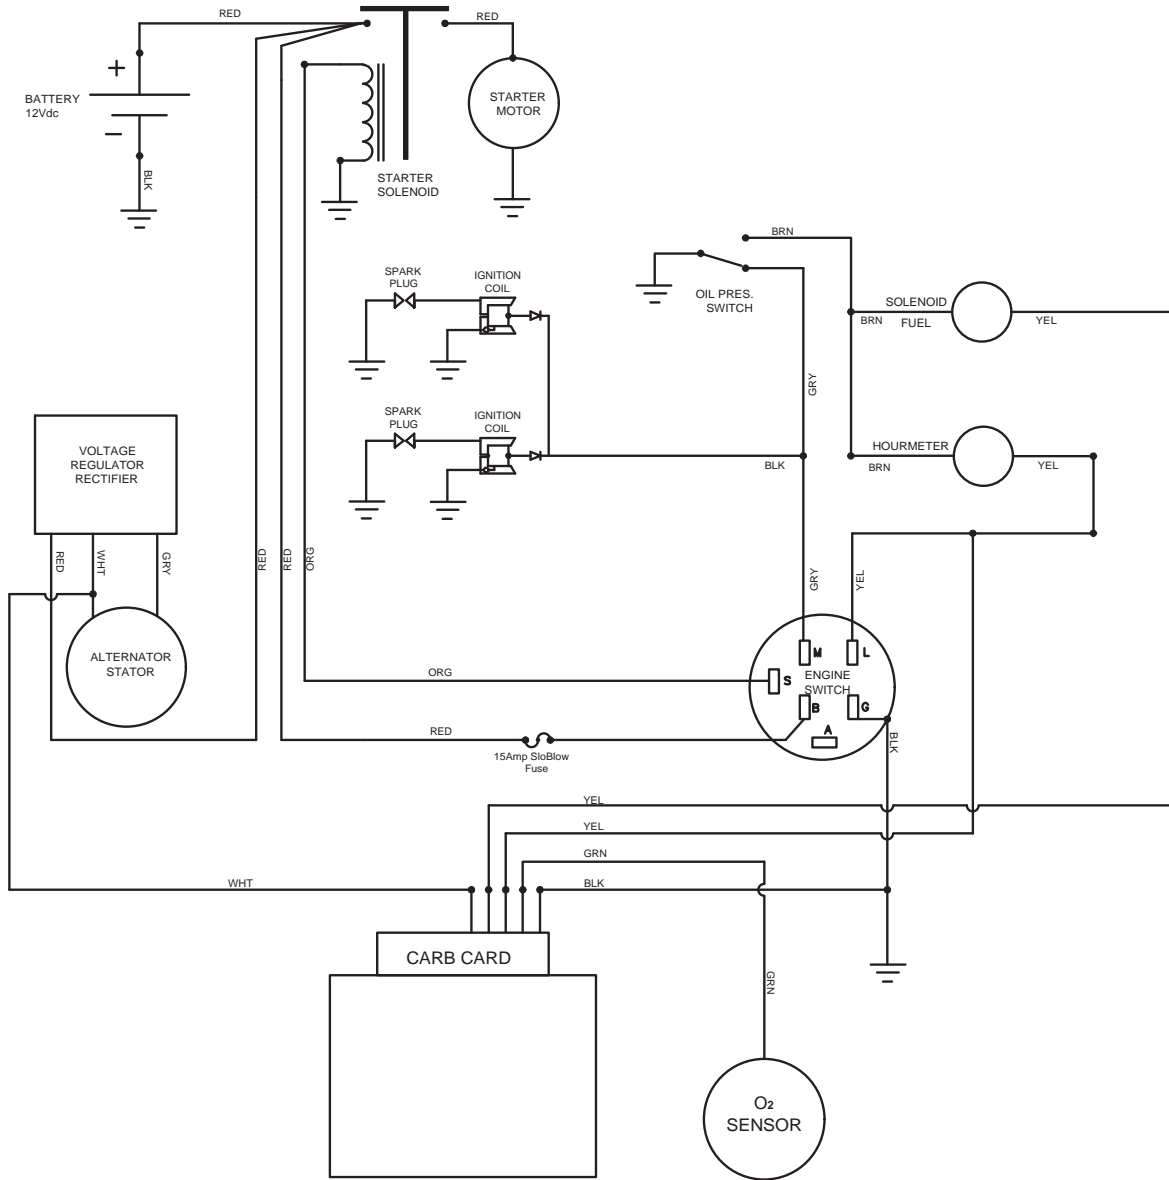 RED
RED
+
BATTERY
12Vdc
−
BLK
STARTER
MOTOR
STARTER
SOLENOID
BRN
OIL PRES.
SWITCH
SOLENOID
BRN FUEL
YEL
SPARK
PLUG
IGNITION
COIL
GRY
SPARK
PLUG
IGNITION
COIL
BLK
HOURMETER
BRN
YEL
VOLTAGE
REGULATOR
RECTIFIER
RED
WHT
GRY
RED
RED
ORG
GRY
YEL
ALTERNATOR
STATOR
ORG
M
L
S
ENGINE
SWITCH
B
G
A
BLK
RED
15Amp SloBlow
Fuse
YEL
YEL
GRN
WHT
BLK
CARB CARD
GRN
O2
SENSOR